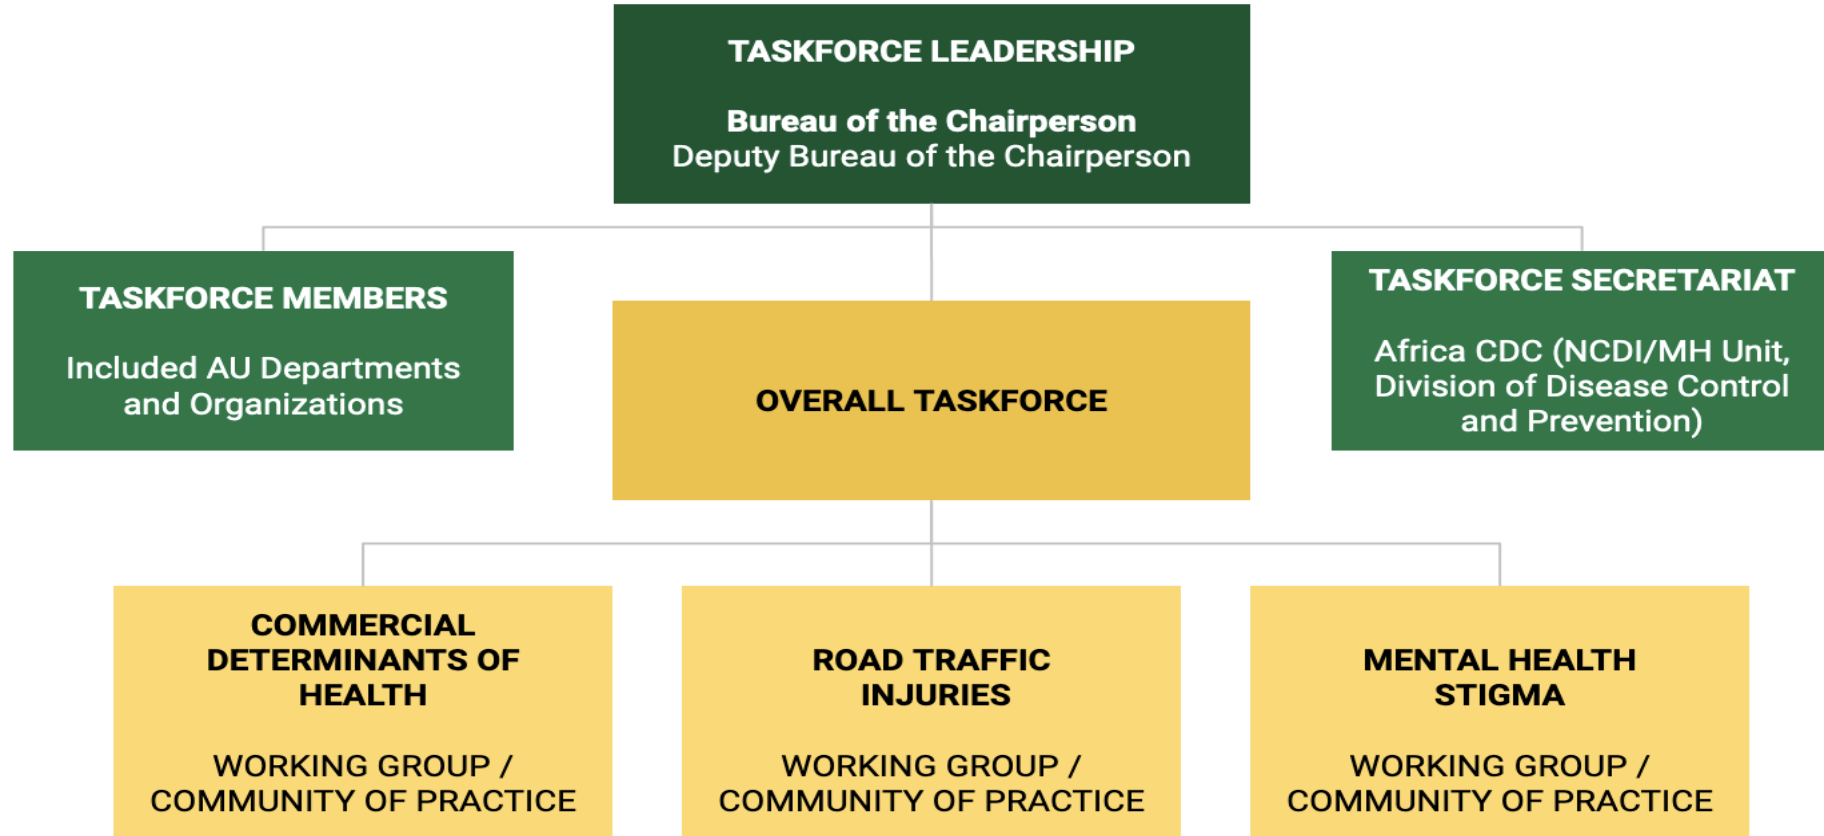 TASKFORCE LEADERSHIP
Bureau of the Chairperson
Deputy Bureau of the Chairperson
TASKFORCE MEMBERS
Included AU Departments
and Organizations
OVERALL TASKFORCE
TASKFORCE SECRETARIAT
Africa CDC (NCDI/MH Unit,
Division of Disease Control
and Prevention)
COMMERCIAL
DETERMINANTS OF
HEALTH
WORKING GROUP /
COMMUNITY OF PRACTICE
ROAD TRAFFIC
INJURIES
WORKING GROUP /
COMMUNITY OF PRACTICE
MENTAL HEALTH
STIGMA
WORKING GROUP /
COMMUNITY OF PRACTICE